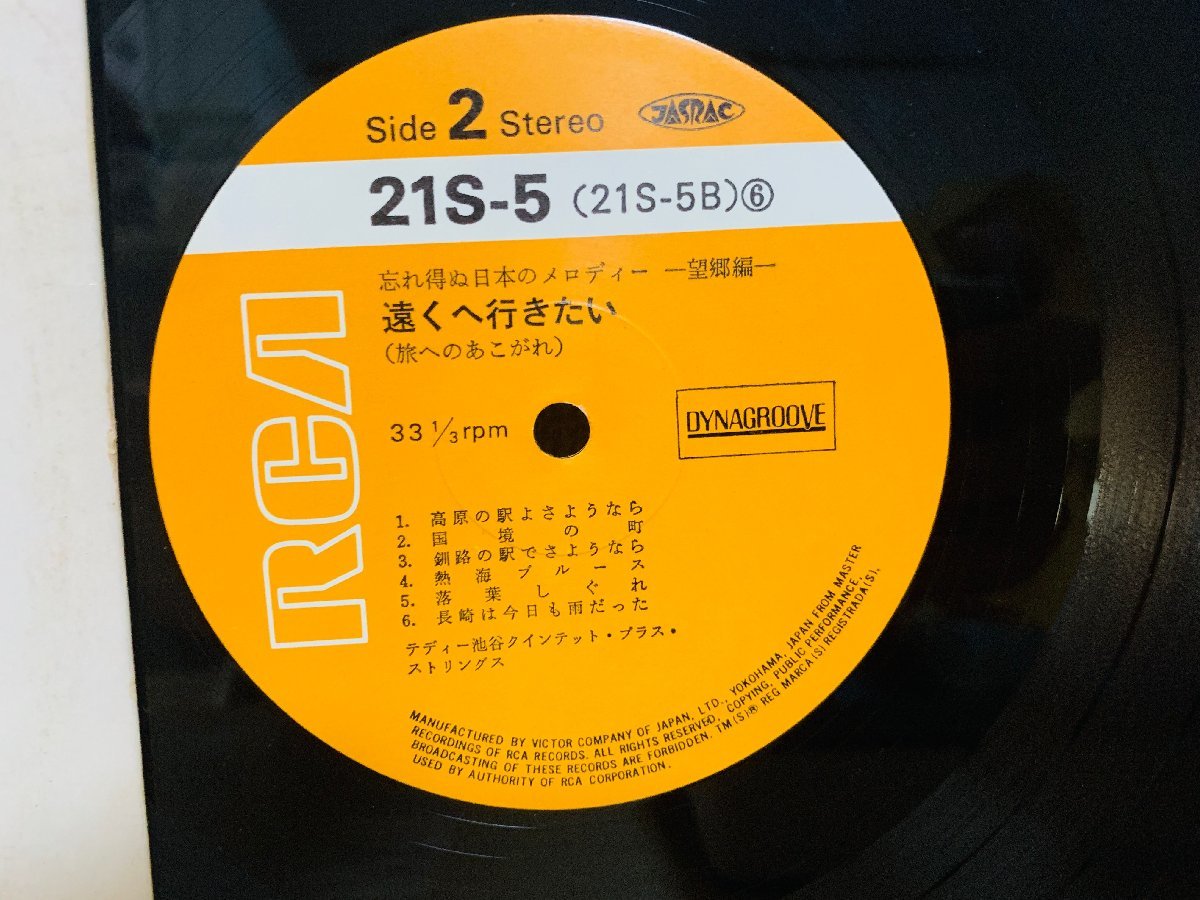 Side 2 Stereo JASRAC
21S-5 (21S-5B)⑥
忘れ得ぬ日本のメロディー ―望郷編―
遠くへ行きたい
(旅へのあこがれ)
RCA
33 1/3 rpm
DYNAGROOVE
1. 高原の駅よさようなら
2. 国境の町
3. 釧路の駅でさようなら
4. 熱海ブルース
5. 落葉しぐれ
6. 長崎は今日も雨だった
テディー池谷クインテット・プラス・
ストリングス
MANUFACTURED BY VICTOR COMPANY OF JAPAN, LTD., YOKOHAMA, JAPAN FROM MASTER
RECORDINGS OF RCA RECORDS. ALL RIGHTS RESERVED, COPYING, PUBLIC PERFORMANCE,
BROADCASTING OF THESE RECORDS ARE FORBIDDEN. TM(S)® REG MARCA(S) REGISTRADA(S).
USED BY AUTHORITY OF RCA CORPORATION.